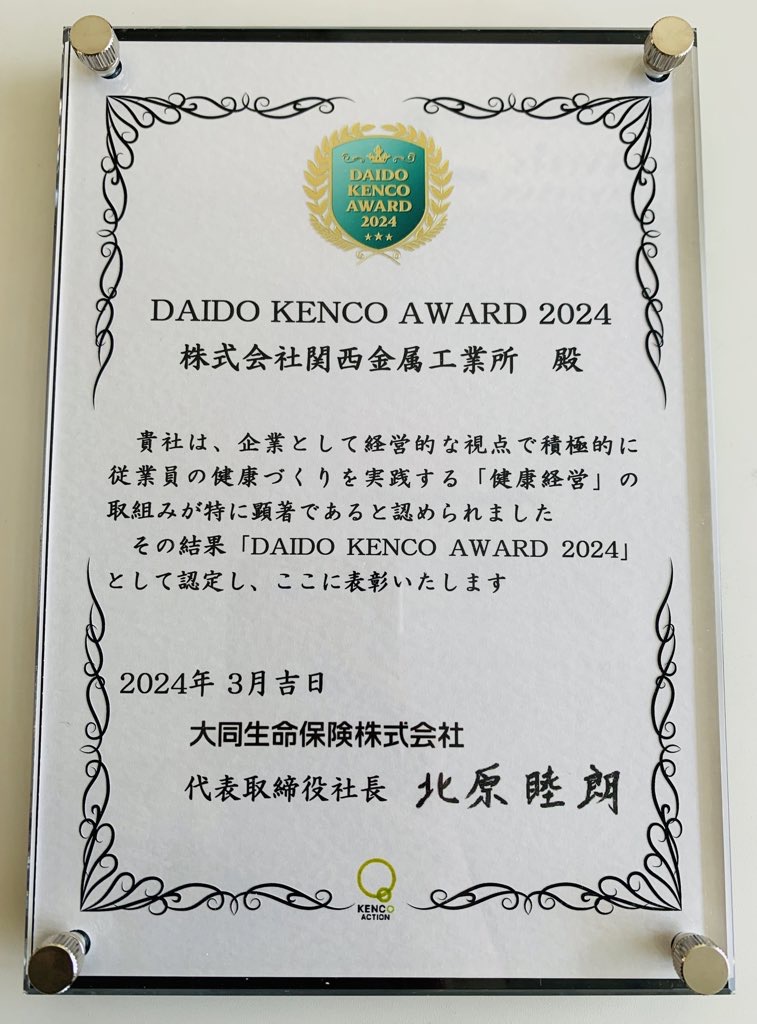 DAIDO
KENCO
AWARD
2024
DAIDO KENCO AWARD 2024
株式会社関西金属工業所　殿
貴社は、企業として経営的な視点で積極的に
従業員の健康づくりを実践する「健康経営」の
取組みが特に顕著であると認められました
その結果「DAIDO KENCO AWARD 2024」
として認定し、ここに表彰いたします
2024年 3月吉日
大同生命保険株式会社
代表取締役社長　北原睦朗
KENCO
ACTION